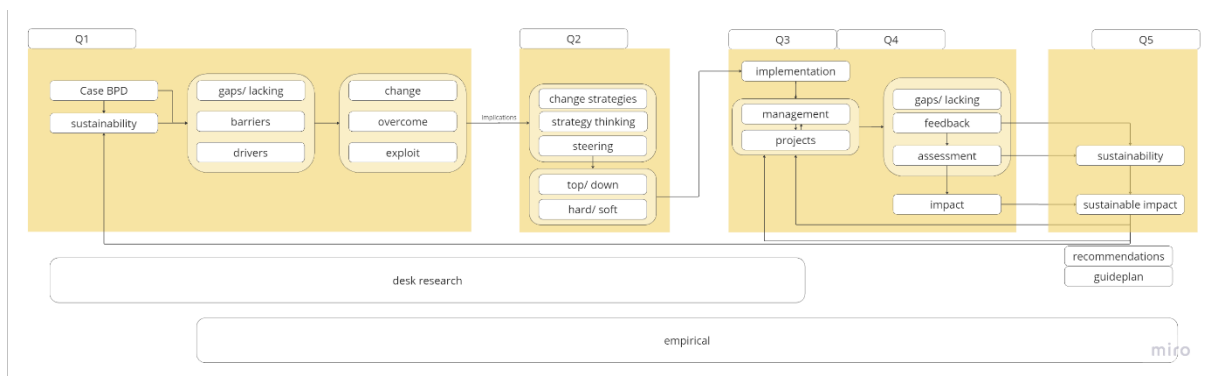 Q1
Q2
Q3
Q4
Q5
Case BPD
sustainability
gaps/ lacking
barriers
drivers
change
overcome
exploit
implications
change strategies
strategy thinking
steering
top/ down
hard/ soft
implementation
management
projects
gaps/ lacking
feedback
assessment
impact
sustainability
sustainable impact
recommendations
guideplan
desk research
empirical
miro